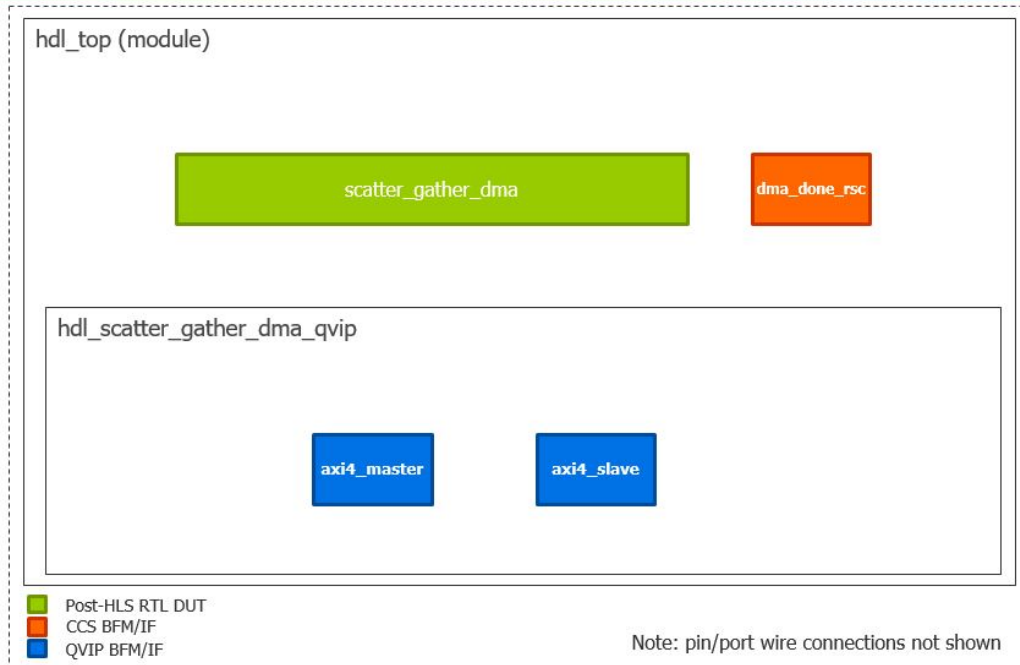 hdl_top (module)
scatter_gather_dma
dma_done_rsc
hdl_scatter_gather_dma_qvip
axi4_master
axi4_slave
Post-HLS RTL DUT
CCS BFM/IF
QVIP BFM/IF
Note: pin/port wire connections not shown